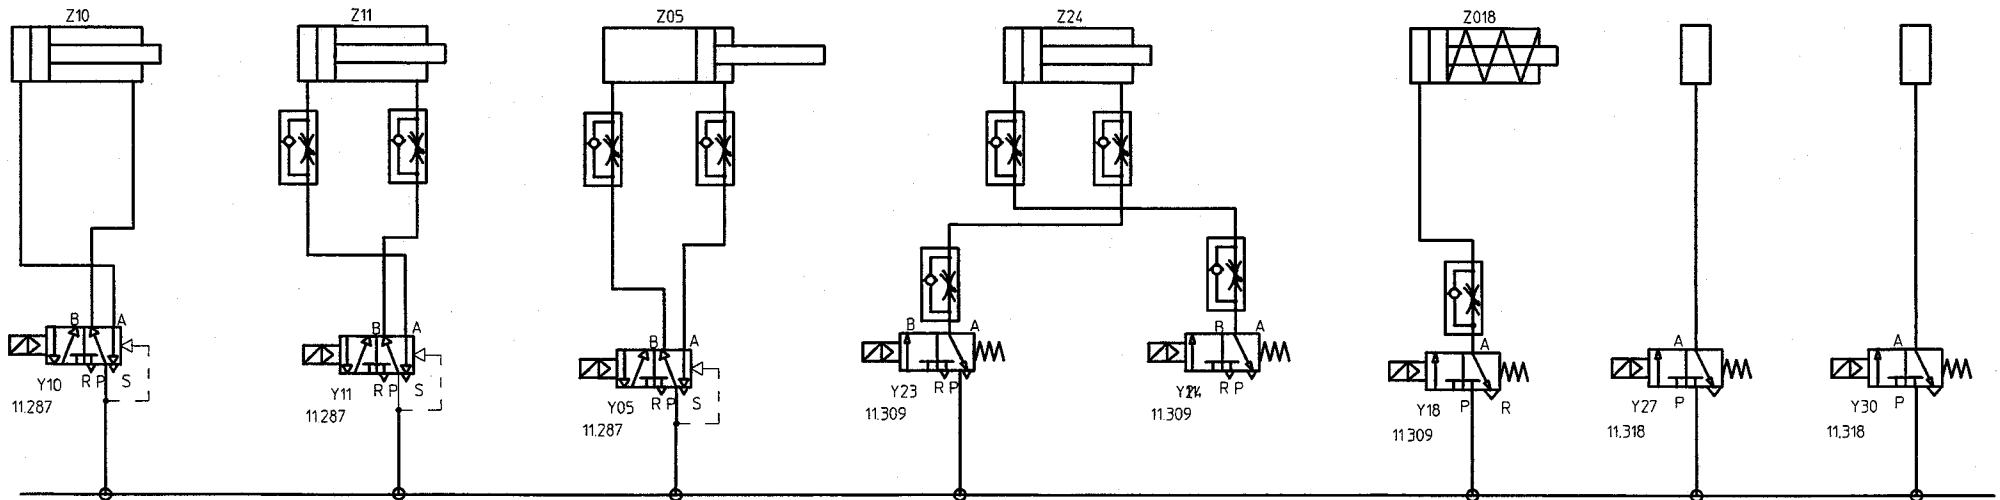 Z10
Z11
Z05
Z24
Z018
B A
Y10 R P S
11.287
B A
Y11 R P S
11.287
B A
Y05 R P S
11.287
B A
Y23 R P
11.309
B A
R P
11.309
A
Y18 P R
11 309
A
Y27 P
11.318
A
Y30 P
11.318